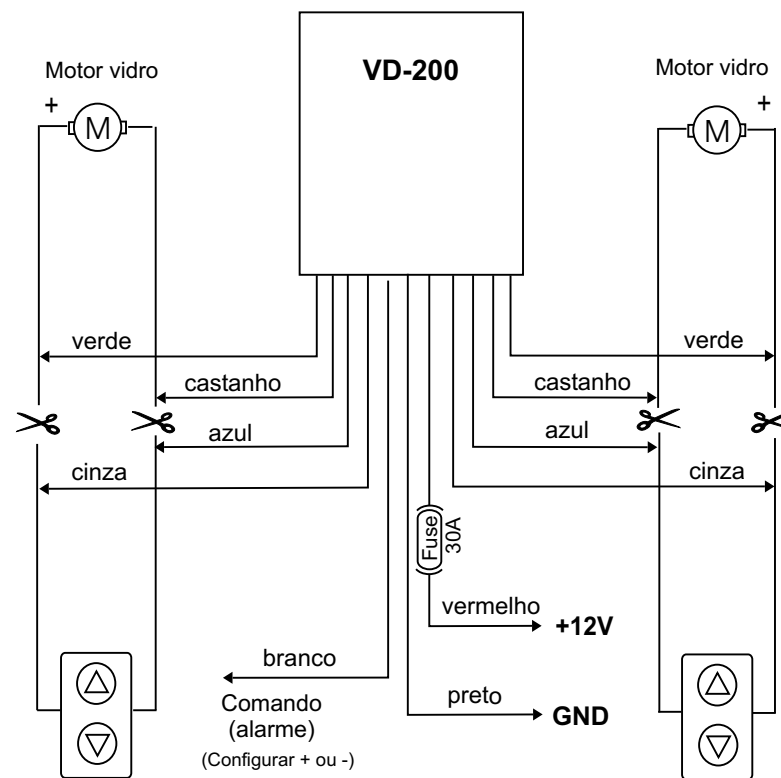 VD-200
Motor vidro
+
M
Motor vidro
+
M
verde
castanho
azul
cinza
verde
castanho
azul
cinza
Fuse
30A
vermelho
+12V
branco
Comando
(alarme)
(Configurar + ou -)
preto
GND